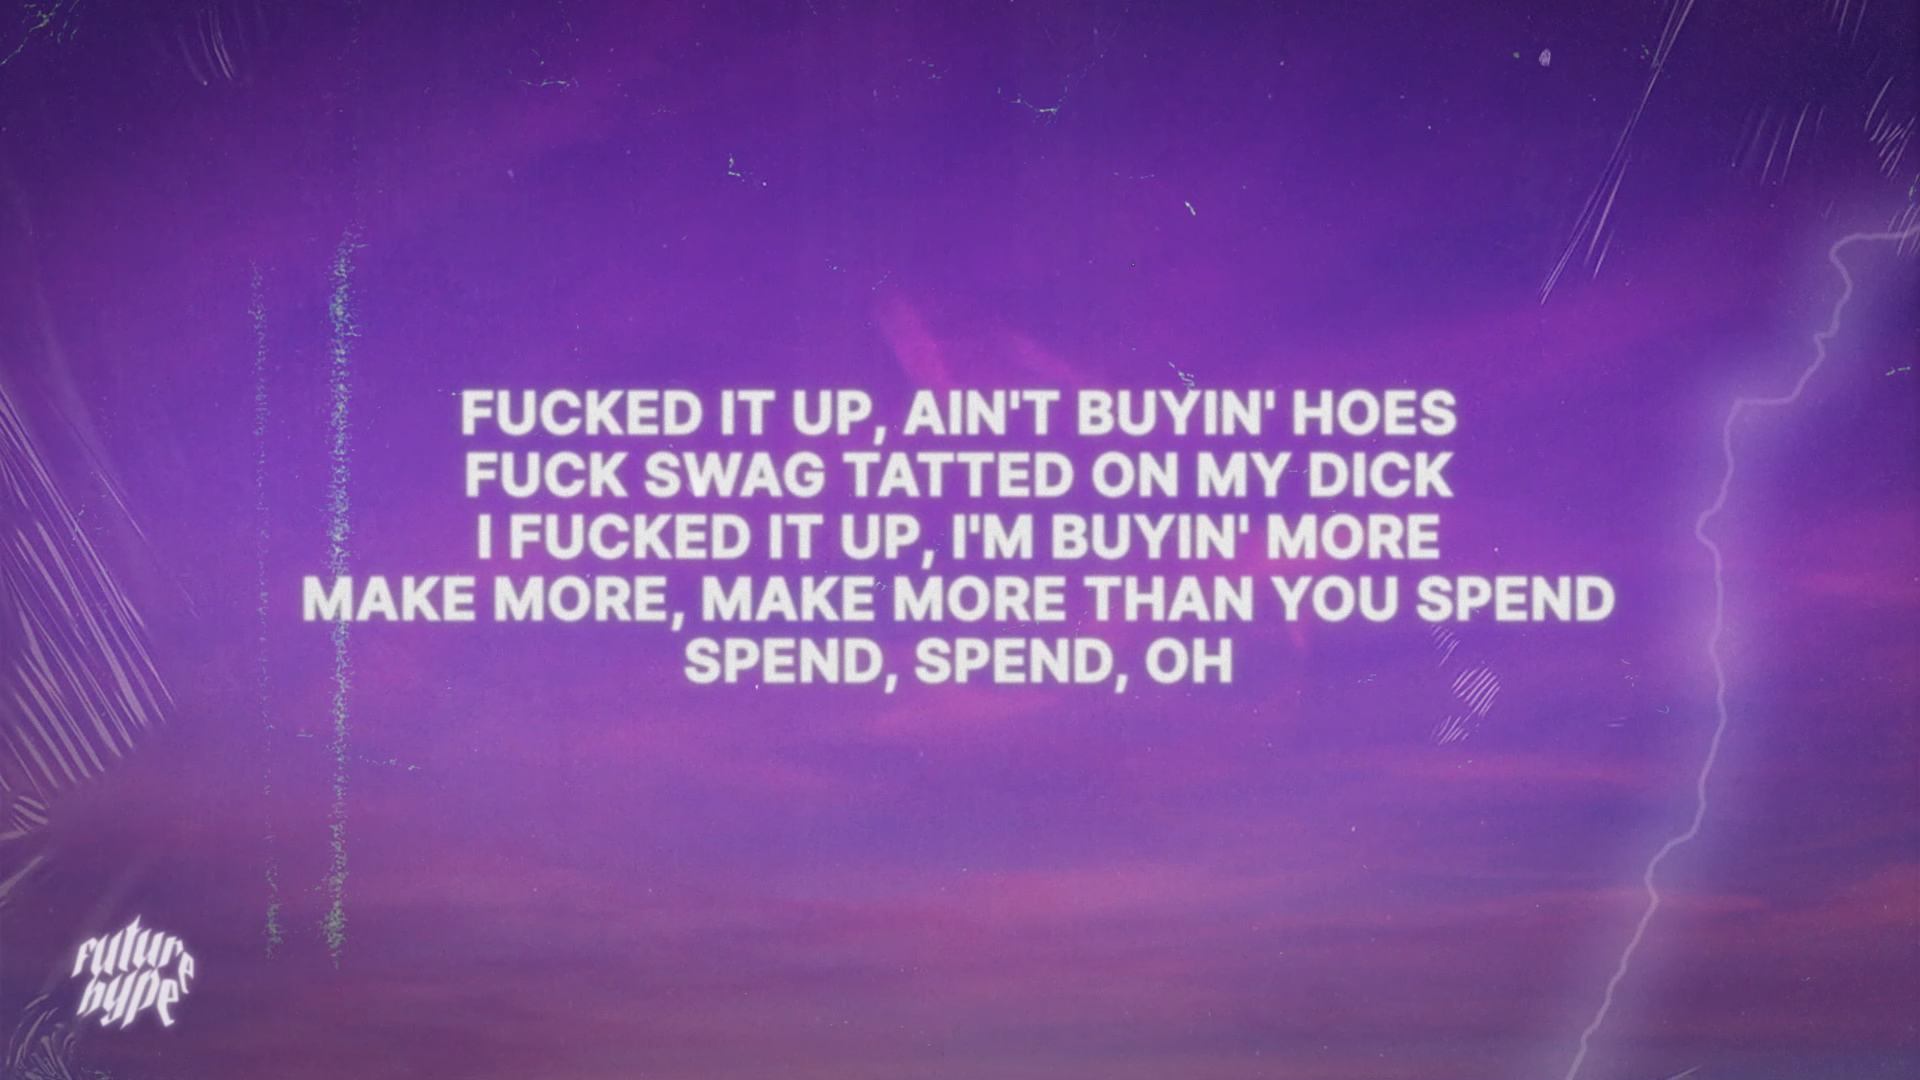 FUCKED IT UP, AIN'T BUYIN' HOES
FUCK SWAG TATTED ON MY DICK
I FUCKED IT UP, I'M BUYIN' MORE
MAKE MORE, MAKE MORE THAN YOU SPEND
SPEND, SPEND, OH
future
hype